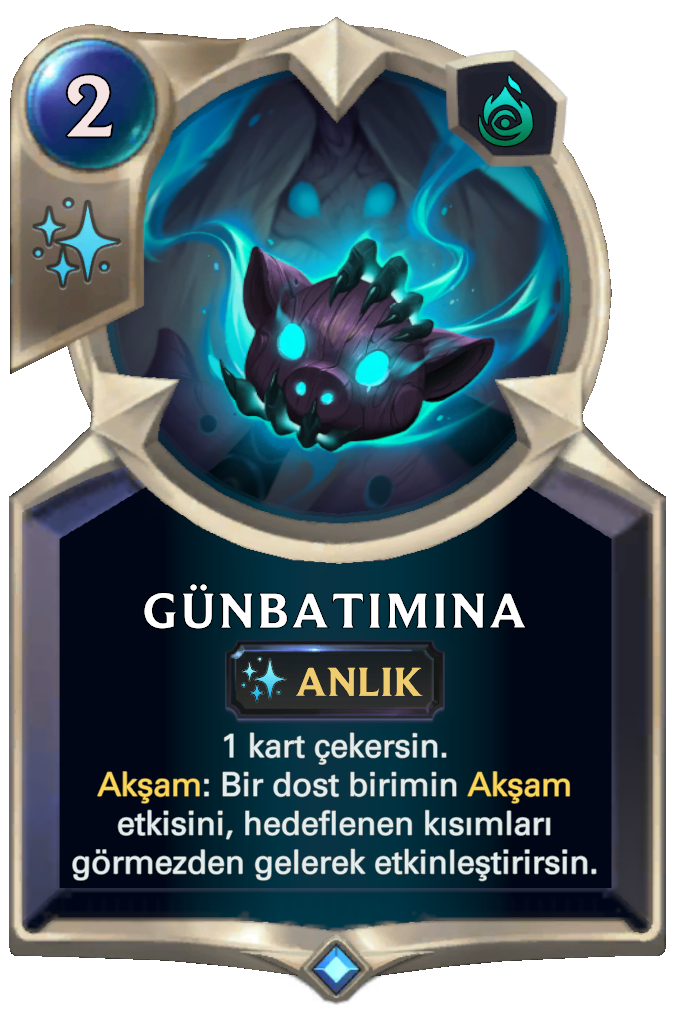 2
GÜNBATIMINA
ANLIK
1 kart çekersin.
Akşam: Bir dost birimin Akşam
etkisini, hedeflenen kısımları
görmezden gelerek etkinleştirirsin.